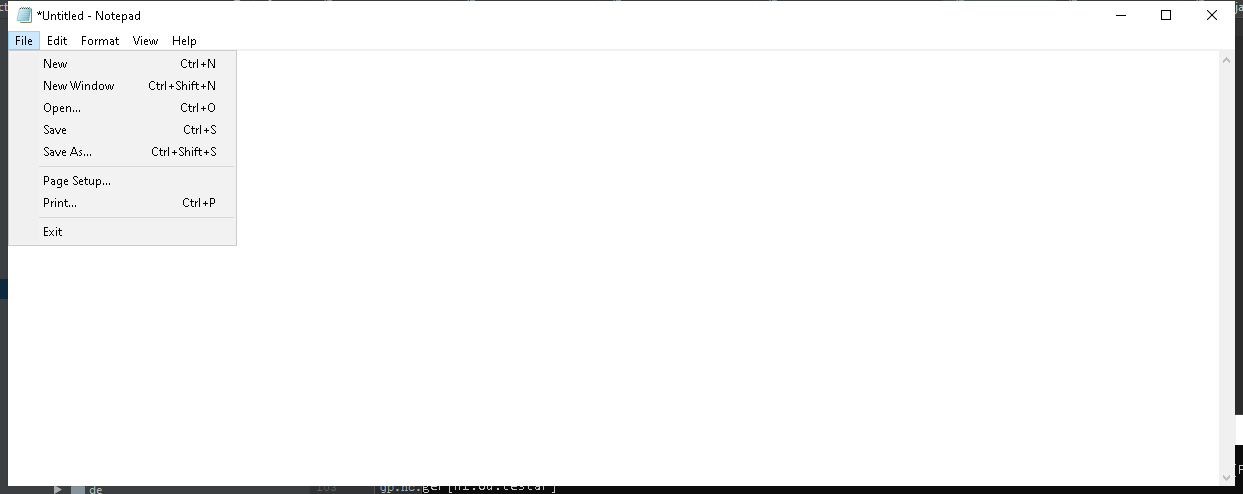 *Untitled - Notepad
File Edit Format View Help
New Ctrl+N
New Window Ctrl+Shift+N
Open... Ctrl+O
Save Ctrl+S
Save As... Ctrl+Shift+S
Page Setup...
Print... Ctrl+P
Exit
de